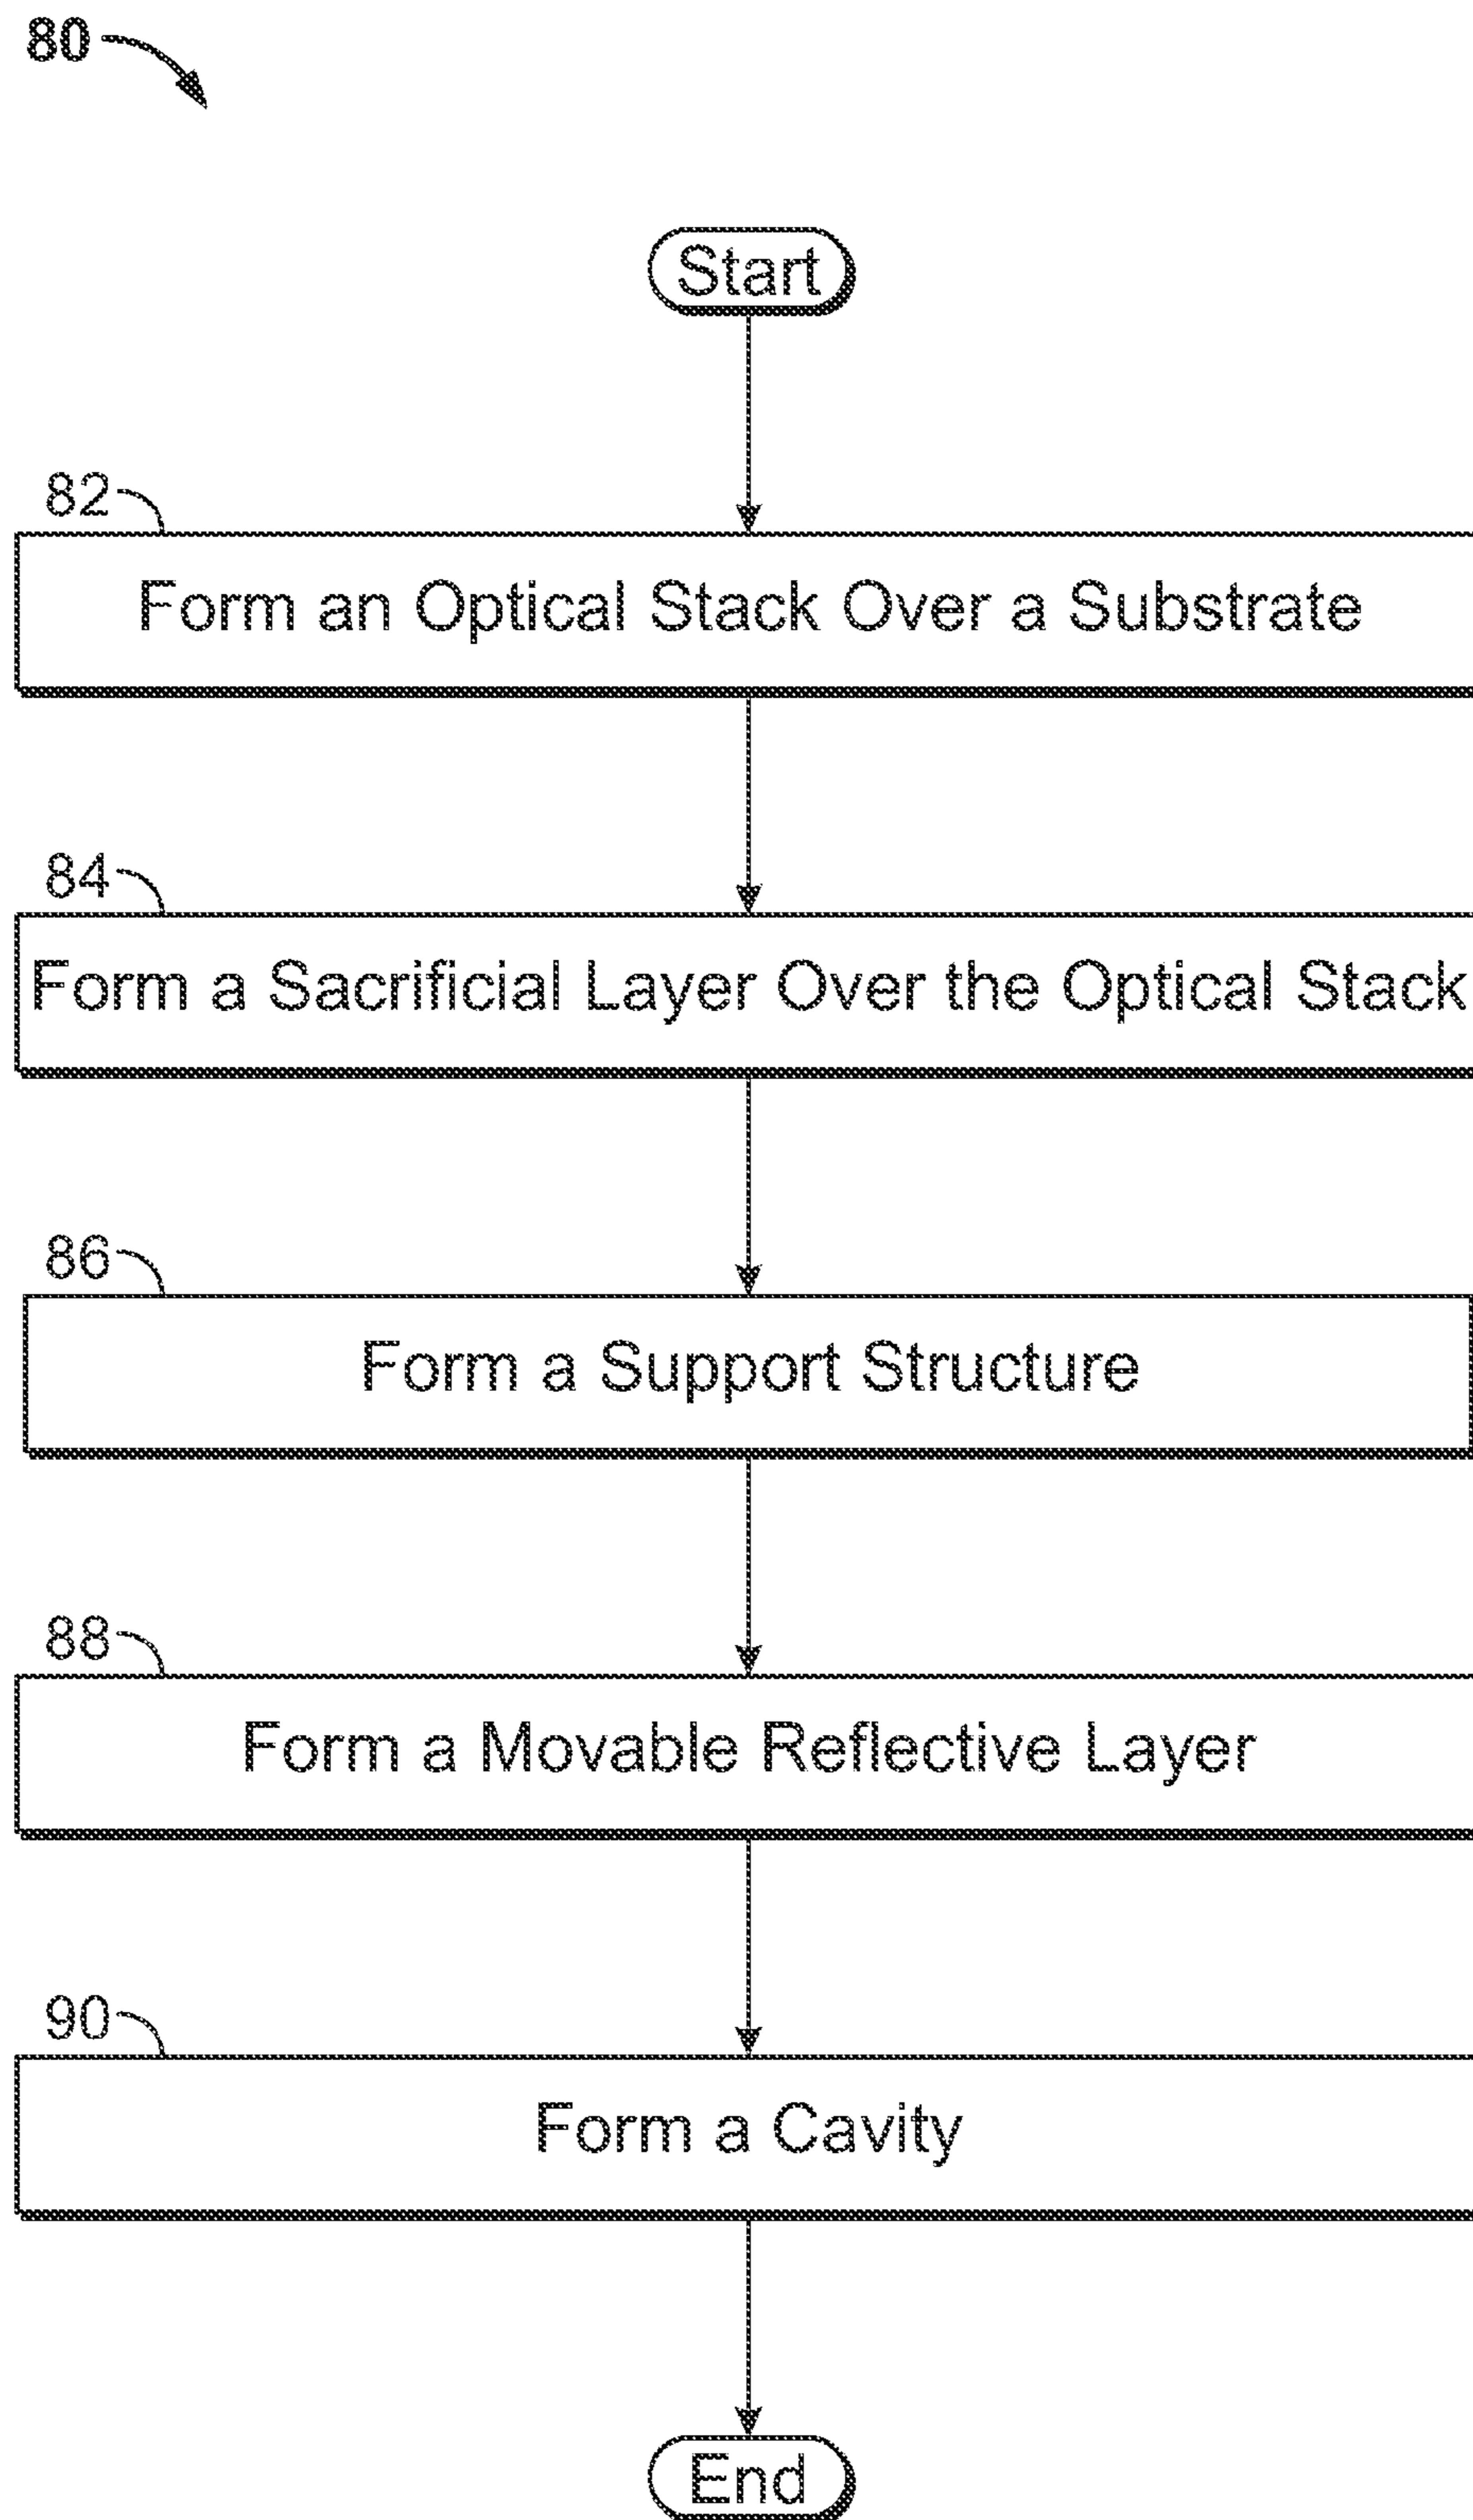 80
Start
82
Form an Optical Stack Over a Substrate
84
Form a Sacrificial Layer Over the Optical Stack
86
Form a Support Structure
88
Form a Movable Reflective Layer
90
Form a Cavity
End